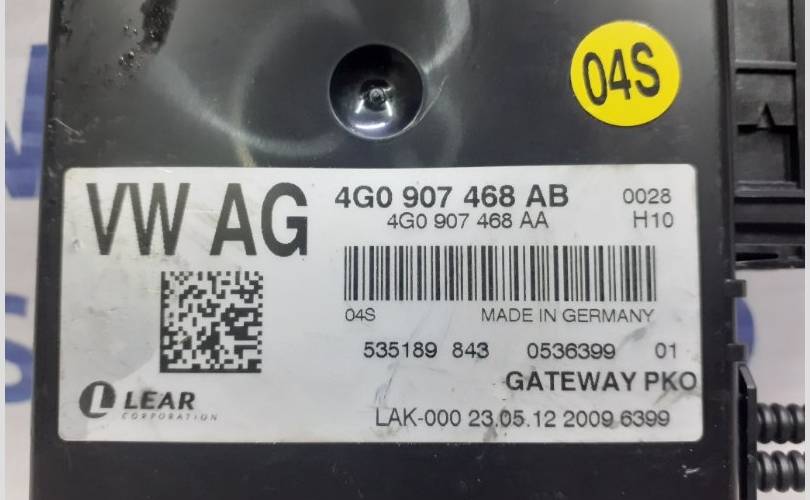 04S
VW AG
4G0 907 468 AB
0028
4G0 907 468 AA
H10
04S
MADE IN GERMANY
535189 843
0536399
01
GATEWAY PKO
LEAR
CORPORATION
LAK-000 23.05.12 2009 6399